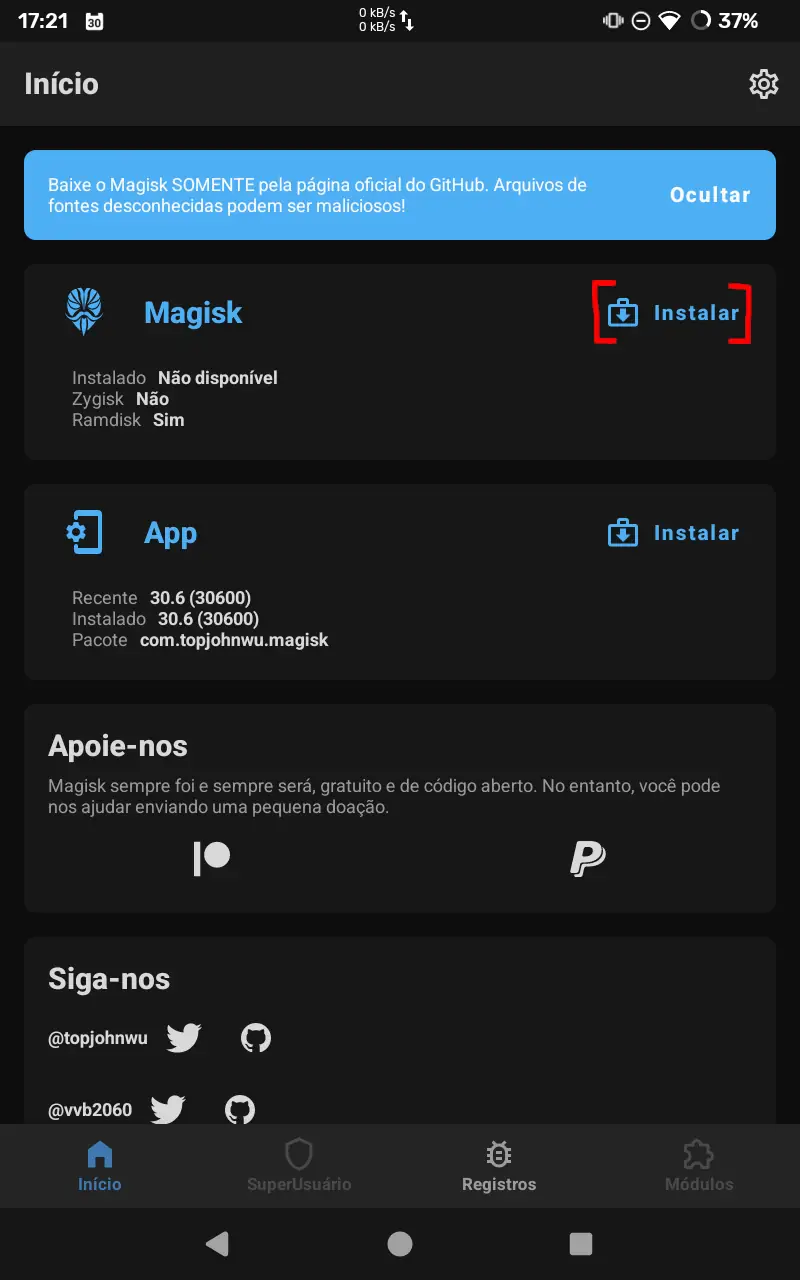 17:21 30 0 kB/s 37%
0 kB/s
Início
Baixe o Magisk SOMENTE pela página oficial do GitHub. Arquivos de
fontes desconhecidas podem ser maliciosos!
Ocultar
Magisk Instalar
Instalado Não disponível
Zygisk Não
Ramdisk Sim
App Instalar
Recente 30.6 (30600)
Instalado 30.6 (30600)
Pacote com.topjohnwu.magisk
Apoie-nos
Magisk sempre foi e sempre será, gratuito e de código aberto. No entanto, você pode
nos ajudar enviando uma pequena doação.
Siga-nos
@topjohnwu
@vvb2060
Início SuperUsuário Registros Módulos